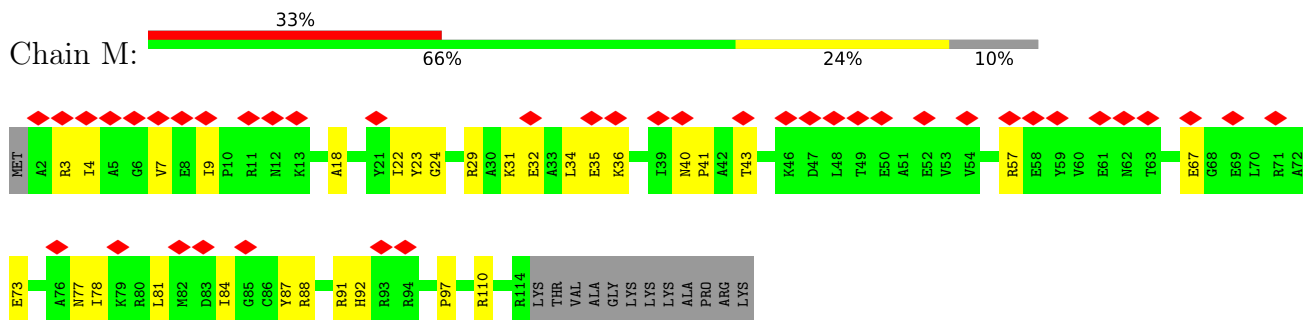 33%
Chain M:
66% 24% 10%
MET A2 R3 I4 A5 G6 V7 E8 I9 P10 R11 N12 K13 A18 Y21 I22 Y23 G24 R29 A30 K31 E32 A33 L34 E35 K36 I39 N40 P41 A42 T43 K46 D47 L48 T49 E50 A51 E52 V53 V54 R57 E58 Y59 V60 E61 N62 T63 E67 G68 E69 L70 R71 A72
E73 A76 N77 I78 K79 R80 L81 M82 D83 I84 G85 C86 Y87 R88 R91 H92 R93 R94 P97 R110 R114 LYS THR VAL ALA GLY LYS LYS LYS ALA PRO ARG LYS